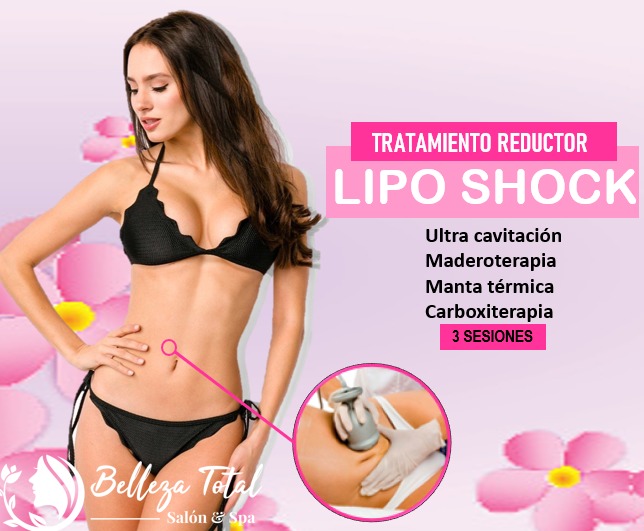 TRATAMIENTO REDUCTOR
LIPO SHOCK
Ultra cavitación
Maderoterapia
Manta térmica
Carboxiterapia
3 SESIONES
Belleza Total
Salón & Spa